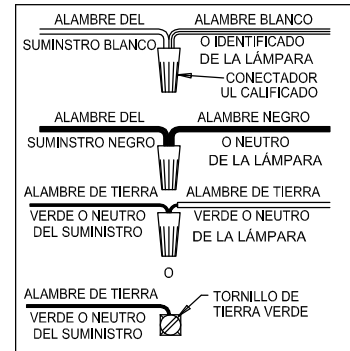 ALAMBRE DEL ALAMBRE BLANCO
SUMINSTRO BLANCO O IDENTIFICADO
DE LA LÁMPARA
CONECTADOR
UL CALIFICADO
ALAMBRE DEL ALAMBRE NEGRO
SUMINSTRO NEGRO O NEUTRO
DE LA LÁMPARA
ALAMBRE DE TIERRA ALAMBRE DE TIERRA
VERDE O NEUTRO VERDE O NEUTRO
DEL SUMINISTRO DE LA LÁMPARA
O
ALAMBRE DE TIERRA TORNILLO DE
VERDE O NEUTRO TIERRA VERDE
DEL SUMINISTRO